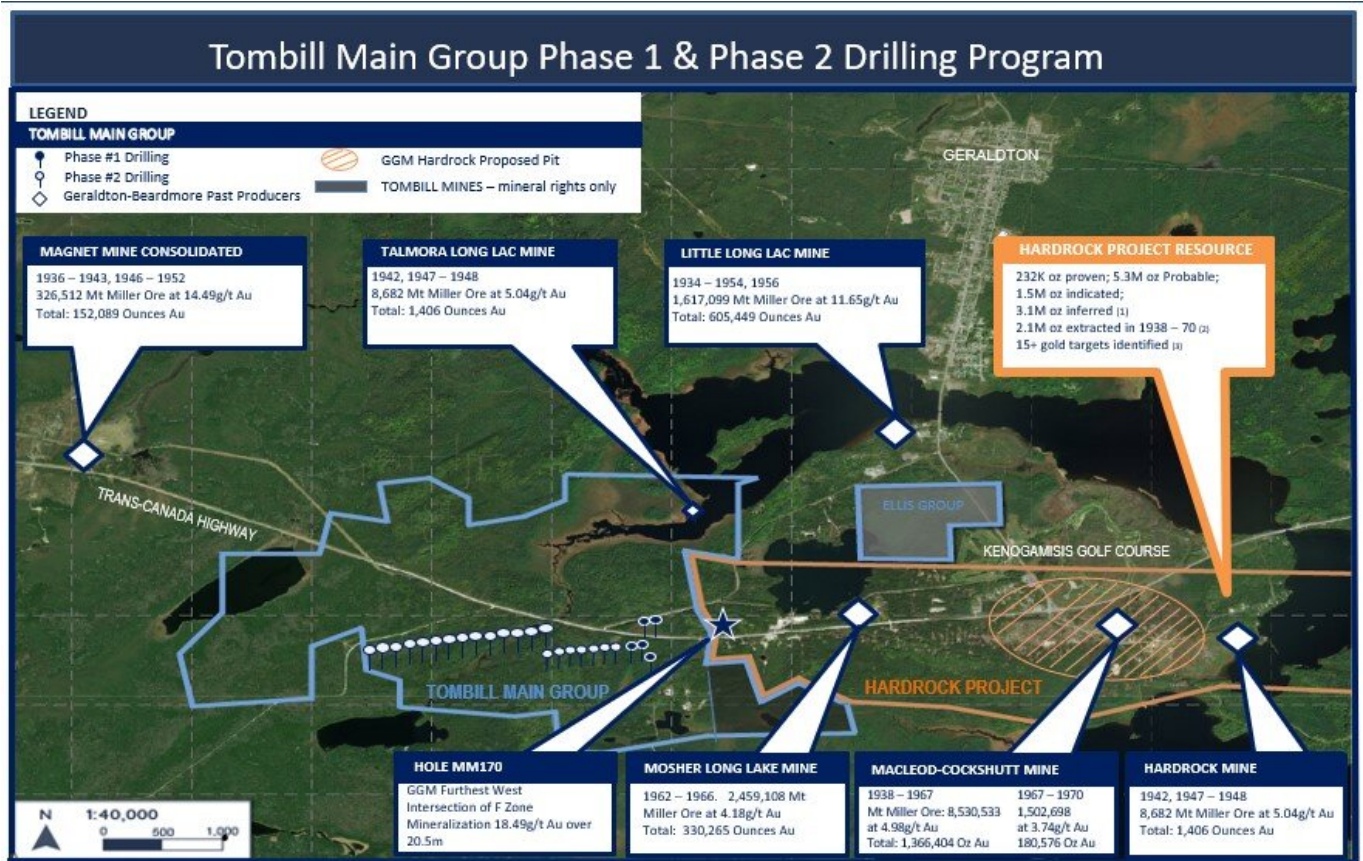 Tombill Main Group Phase 1 & Phase 2 Drilling Program
LEGEND
TOMBILL MAIN GROUP
Phase #1 Drilling
Phase #2 Drilling
Geraldton-Beardmore Past Producers
GGM Hardrock Proposed Pit
TOMBILL MINES – mineral rights only
GERALDTON
MAGNET MINE CONSOLIDATED
1936 – 1943, 1946 – 1952
326,512 Mt Miller Ore at 14.49g/t Au
Total: 152,089 Ounces Au
TALMORA LONG LAC MINE
1942, 1947 – 1948
8,682 Mt Miller Ore at 5.04g/t Au
Total: 1,406 Ounces Au
LITTLE LONG LAC MINE
1934 – 1954, 1956
1,617,099 Mt Miller Ore at 11.65g/t Au
Total: 605,449 Ounces Au
HARDROCK PROJECT RESOURCE
232K oz proven; 5.3M oz Probable;
1.5M oz indicated;
3.1M oz inferred (1)
2.1M oz extracted in 1938 – 70 (2)
15+ gold targets identified (3)
TRANS-CANADA HIGHWAY
ELLIS GROUP
KENOGAMISIS GOLF COURSE
TOMBILL MAIN GROUP
HARDROCK PROJECT
HOLE MM170
GGM Furthest West
Intersection of F Zone
Mineralization 18.49g/t Au over
20.5m
MOSHER LONG LAKE MINE
1962 – 1966. 2,459,108 Mt
Miller Ore at 4.18g/t Au
Total: 330,265 Ounces Au
MACLEOD-COCKSHUTT MINE
1938 – 1967
Mt Miller Ore: 8,530,533
at 4.98g/t Au
Total: 1,366,404 Oz Au
1967 – 1970
1,502,698
at 3.74g/t Au
180,576 Oz Au
HARDROCK MINE
1942, 1947 – 1948
8,682 Mt Miller Ore at 5.04g/t Au
Total: 1,406 Ounces Au
N
1:40,000
0 500 1,000